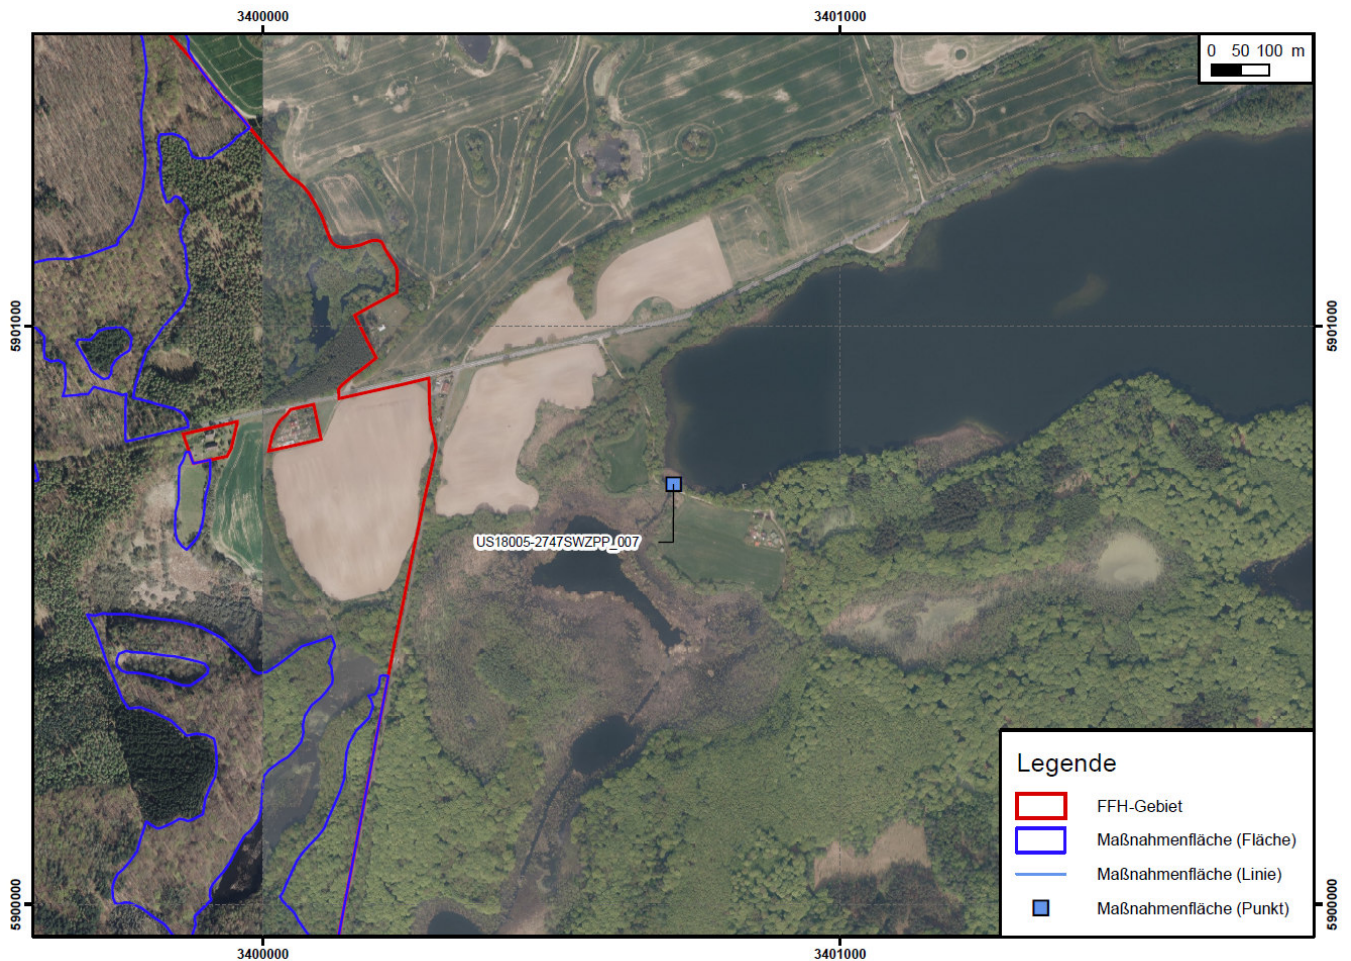 3400000
3401000
0 50 100 m
5901000
5901000
US18005-2747SWZPP_007
Legende
FFH-Gebiet
Maßnahmenfläche (Fläche)
Maßnahmenfläche (Linie)
Maßnahmenfläche (Punkt)
5900000
5900000
3400000
3401000